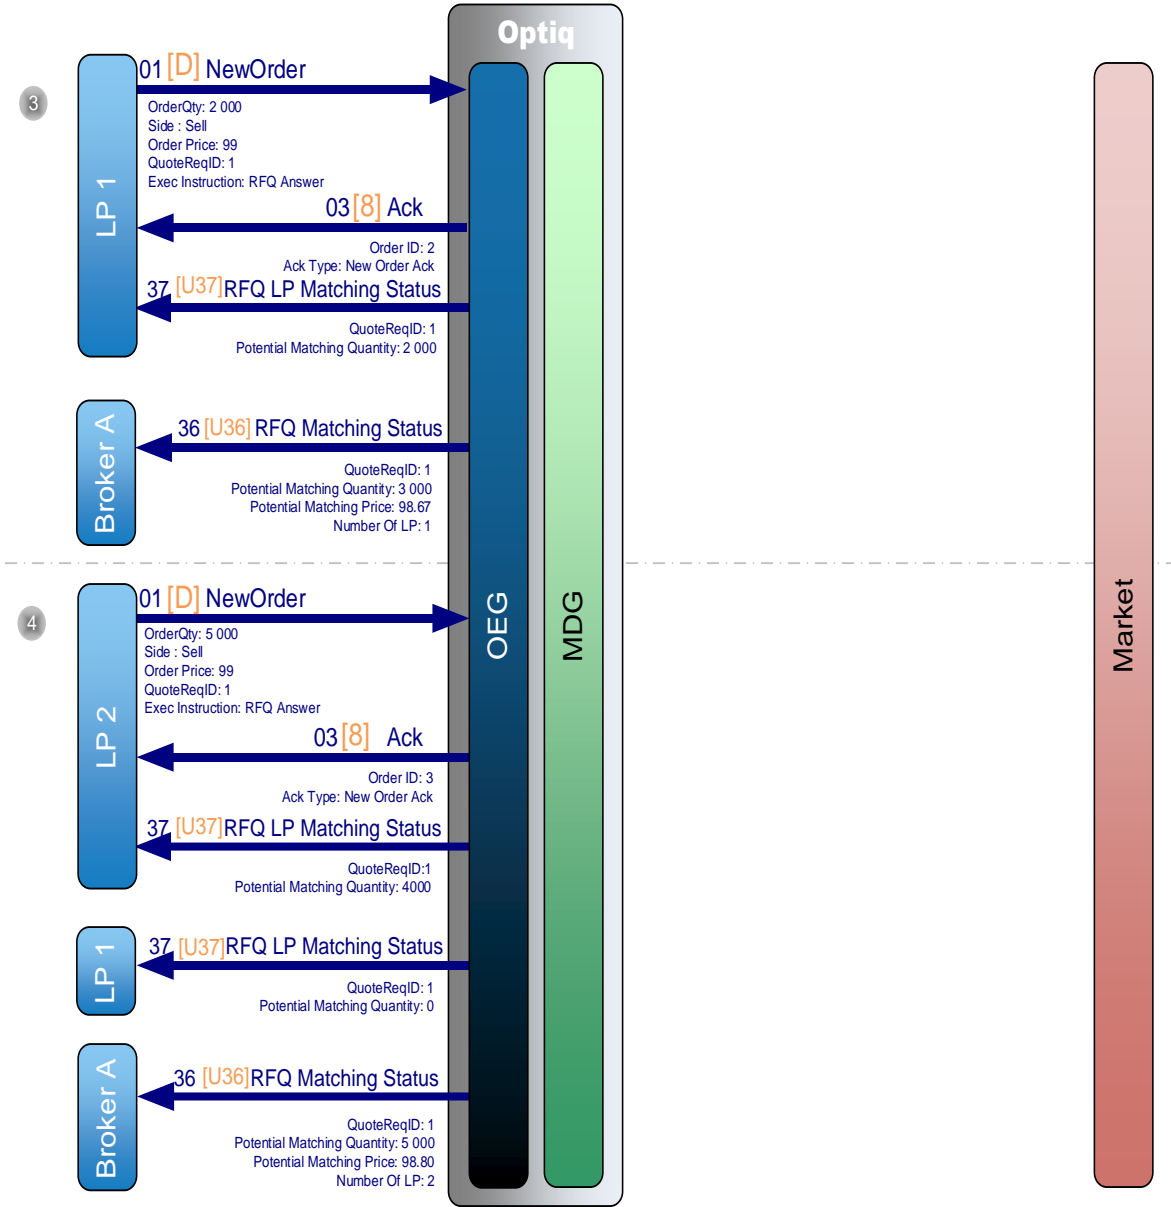 Optiq
3
LP 1
01 [D] NewOrder
OrderQty: 2 000
Side : Sell
Order Price: 99
QuoteReqID: 1
Exec Instruction: RFQ Answer
03 [8] Ack
Order ID: 2
Ack Type: New Order Ack
37 [U37] RFQ LP Matching Status
QuoteReqID: 1
Potential Matching Quantity: 2 000
Broker A
36 [U36] RFQ Matching Status
QuoteReqID: 1
Potential Matching Quantity: 3 000
Potential Matching Price: 98.67
Number Of LP: 1
OEG
MDG
Market
4
LP 2
01 [D] NewOrder
OrderQty: 5 000
Side : Sell
Order Price: 99
QuoteReqID: 1
Exec Instruction: RFQ Answer
03 [8] Ack
Order ID: 3
Ack Type: New Order Ack
37 [U37] RFQ LP Matching Status
QuoteReqID:1
Potential Matching Quantity: 4000
LP 1
37 [U37] RFQ LP Matching Status
QuoteReqID: 1
Potential Matching Quantity: 0
Broker A
36 [U36] RFQ Matching Status
QuoteReqID: 1
Potential Matching Quantity: 5 000
Potential Matching Price: 98.80
Number Of LP: 2